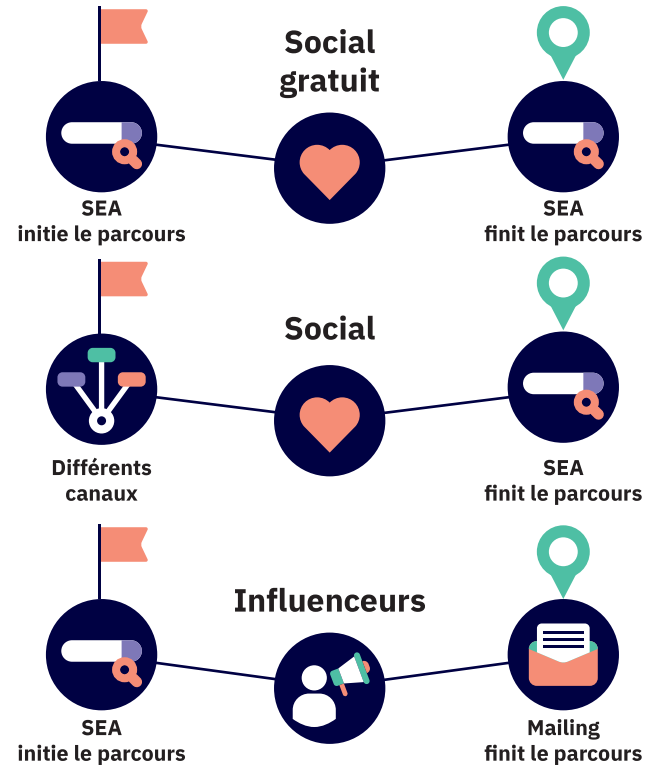 Social
gratuit
SEA
initie le parcours
SEA
finit le parcours
Social
Différents
canaux
SEA
finit le parcours
Influenceurs
SEA
initie le parcours
Mailing
finit le parcours